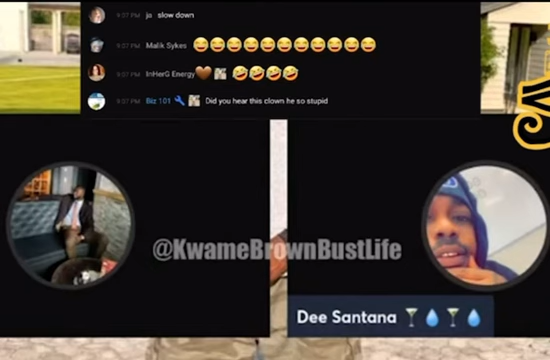 9:37 PM ja slow down
9:37 PM Malik Sykes 😂😂😂😂😂😂😂😂😂😂😂😂
9:37 PM InHerG Energy🤎 🤣🤣🤣🤣
9:37 PM Biz 101 🔧 Did you hear this clown he so stupid
@KwameBrownBustLife
Dee Santana 🍸💧🍸💧